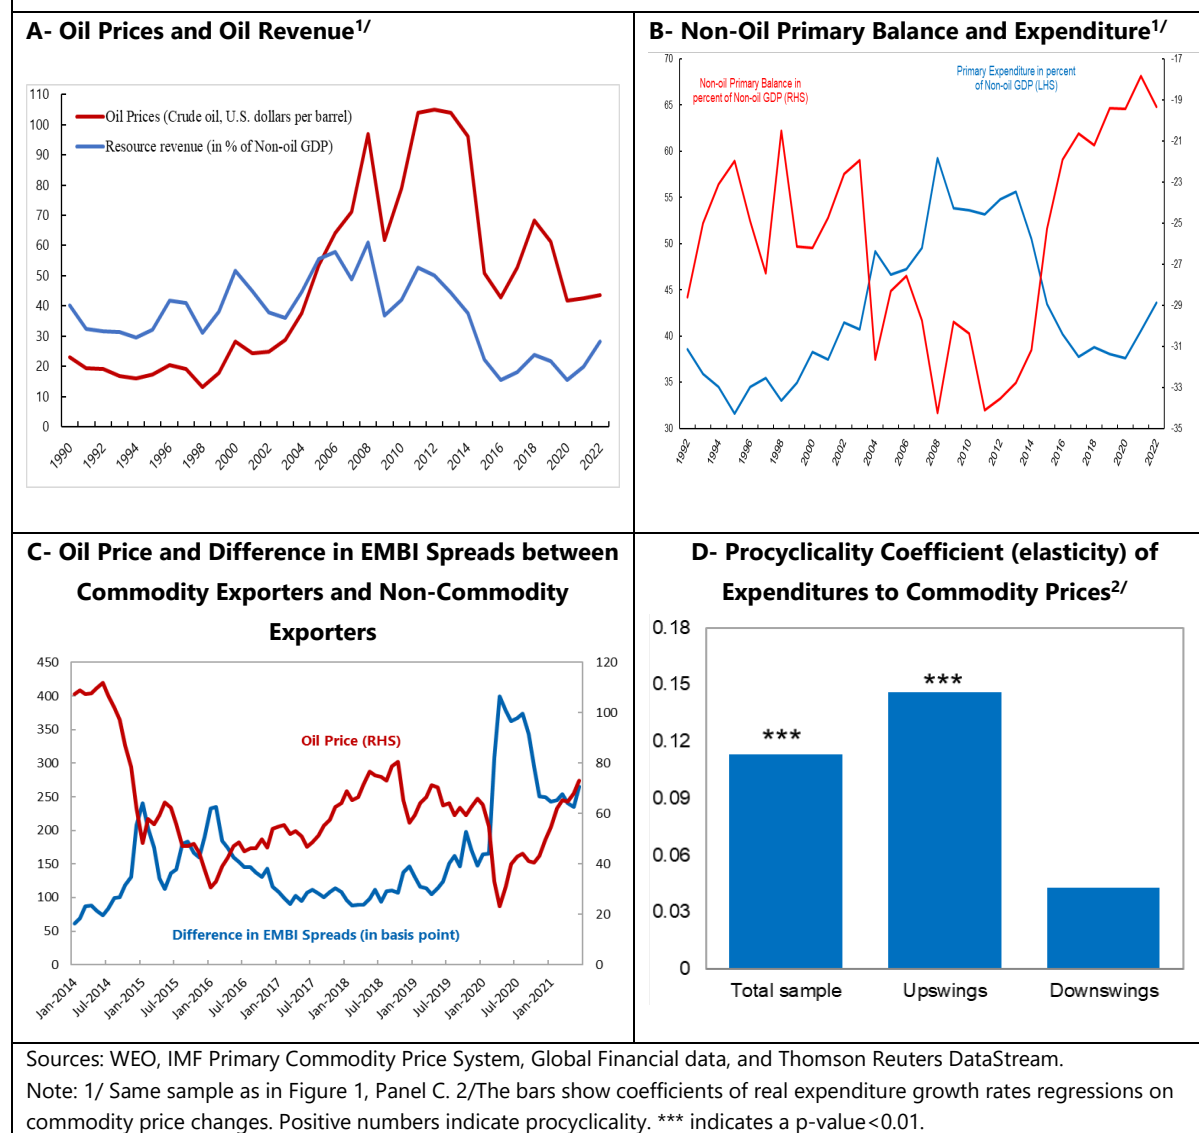 A- Oil Prices and Oil Revenue1/
110
100
90
80
70
60
50
40
30
20
10
0
Oil Prices (Crude oil, U.S. dollars per barrel)
Resource revenue (in % of Non-oil GDP)
1990
1992
1994
1996
1998
2000
2002
2004
2006
2008
2010
2012
2014
2016
2018
2020
2022
B- Non-Oil Primary Balance and Expenditure1/
70
65
60
55
50
45
40
35
30
Non-oil Primary Balance in
percent of Non-oil GDP (RHS)
Primary Expenditure in percent
of Non-oil GDP (LHS)
-17
-19
-21
-23
-25
-27
-29
-31
-33
-35
1992
1994
1996
1998
2000
2002
2004
2006
2008
2010
2012
2014
2016
2018
2020
2022
C- Oil Price and Difference in EMBI Spreads between
Commodity Exporters and Non-Commodity
Exporters
450
400
350
300
250
200
150
100
50
0
Oil Price (RHS)
Difference in EMBI Spreads (in basis point)
120
100
80
60
40
20
0
Jan-2014
Jul-2014
Jan-2015
Jul-2015
Jan-2016
Jul-2016
Jan-2017
Jul-2017
Jan-2018
Jul-2018
Jan-2019
Jul-2019
Jan-2020
Jul-2020
Jan-2021
D- Procyclicality Coefficient (elasticity) of
Expenditures to Commodity Prices2/
0.18
0.15
0.12
0.09
0.06
0.03
0
***
***
Total sample
Upswings
Downswings
Sources: WEO, IMF Primary Commodity Price System, Global Financial data, and Thomson Reuters DataStream.
Note: 1/ Same sample as in Figure 1, Panel C. 2/The bars show coefficients of real expenditure growth rates regressions on
commodity price changes. Positive numbers indicate procyclicality. *** indicates a p-value<0.01.